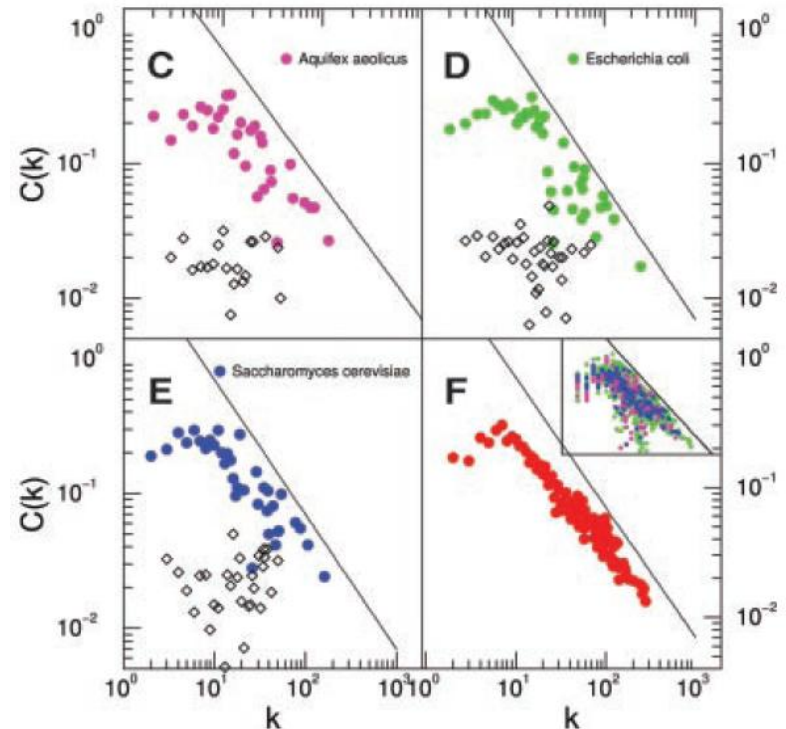 10⁰ C Aquifex aeolicus D Escherichia coli 10⁰
C(k) 10⁻¹ 10⁻¹
10⁻² 10⁻²
10⁰ E Saccharomyces cerevisiae F 10⁰
C(k) 10⁻¹ 10⁻¹
10⁻² 10⁻²
10⁰ 10¹ 10² 10³ 10⁰ 10¹ 10² 10³
k k